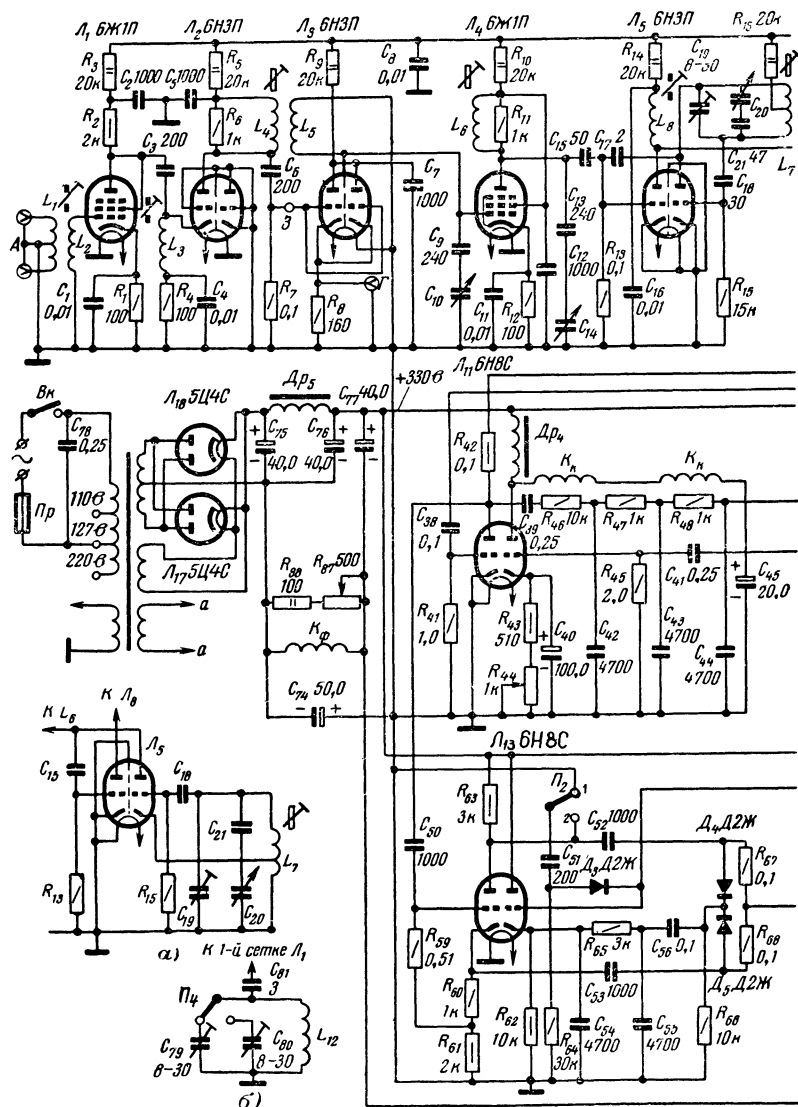 Л₁ 6Ж1П
Л₂ 6Н3П
Л₃ 6Н3П
Л₄ 6Ж1П
Л₅ 6Н3П
R₁₆ 20к
R₃ 20к
C₂ 1000
C₅ 1000
R₅ 20к
R₉ 20к
C₈ 0,01
R₁₀ 20к
R₁₄ 20к
C₁₉ 8-30
R₂ 2к
C₃ 200
R₆ 1к
L₄
L₅
L₆
R₁₁ 1к
C₁₅ 50
C₁₇ 2
L₈
C₂₀
C₂₁ 47
L₇
L₁
А
L₂
L₃
C₆ 200
З
C₇ 1000
C₁₃ 240
C₁₈ 30
C₉ 240
C₁₂ 1000
R₁₃ 0,1
C₁ 0,01
R₁ 100
R₄ 100
C₄ 0,01
R₇ 0,1
R₈ 160
Г
C₁₀
C₁₁ 0,01
R₁₂ 100
C₁₄
C₁₆ 0,01
R₁₅ 15к
Л₁₁ 6Н8С
Вк
Л₁₈ 5Ц4С
Др₅
C₇₇ 40,0
+330в
C₇₈ 0,25
C₇₅ 40,0
C₇₆ 40,0
R₄₂ 0,1
Др₄
Кк
Кк
Пр
110в
127в
220в
Л₁₇ 5Ц4С
C₃₈ 0,1
C₃₉ 0,25
R₄₆ 10к
R₄₇ 1к
R₄₈ 1к
R₈₈ 100
R₈₇ 500
R₄₅ 2,0
C₄₁ 0,25
C₄₅ 20,0
R₄₁ 1,0
R₄₃ 510
C₄₀ 100,0
C₄₂ 4700
C₄₃ 4700
C₄₄ 4700
а
а
Кф
R₄₄ 1к
C₇₄ 50,0
К L₆
К Л₈
Л₅
Л₁₃ 6Н8С
C₁₅
C₁₈
C₂₁
L₇
R₁₃
R₁₅
C₁₉
C₂₀
а)
R₆₃ 3к
П₂
1
2
C₅₂ 1000
Д₄ Д2Ж
C₅₀ 1000
C₅₁ 200
Д₃ Д2Ж
R₆₇ 0,1
R₅₉ 0,51
R₆₅ 3к
C₅₆ 0,1
R₆₈ 0,1
К 1-й сетке Л₁
C₈₁ 3
R₆₀ 1к
C₅₃ 1000
Д₅ Д2Ж
П₄
L₁₂
C₇₉ 8-30
C₈₀ 8-30
R₆₁ 2к
R₆₂ 10к
R₆₄ 30к
C₅₄ 4700
C₅₅ 4700
R₆₆ 10к
б)